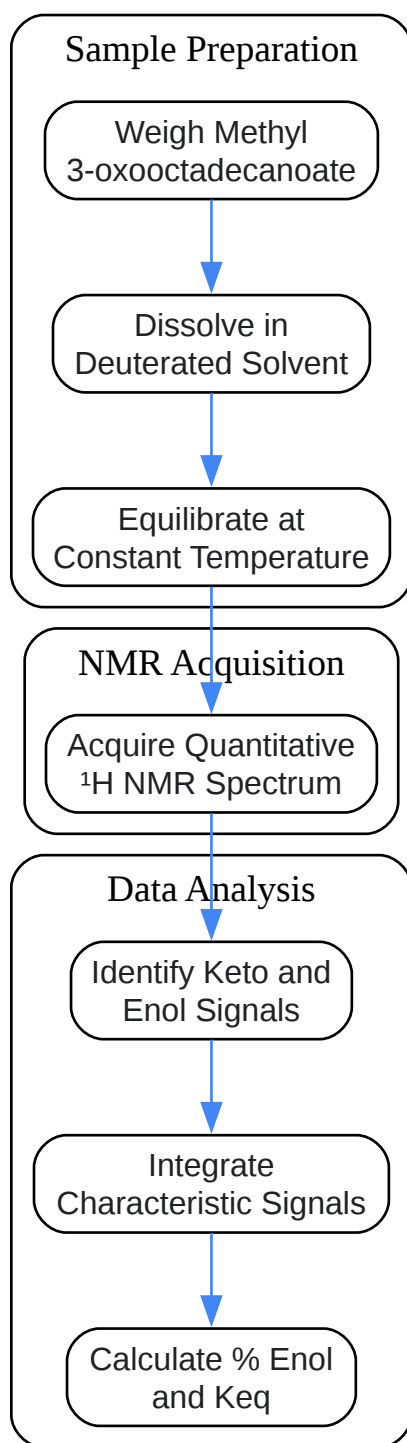 Sample Preparation
Weigh Methyl
3-oxooctadecanoate
Dissolve in
Deuterated Solvent
Equilibrate at
Constant Temperature
NMR Acquisition
Acquire Quantitative
¹H NMR Spectrum
Data Analysis
Identify Keto and
Enol Signals
Integrate
Characteristic Signals
Calculate % Enol
and Keq